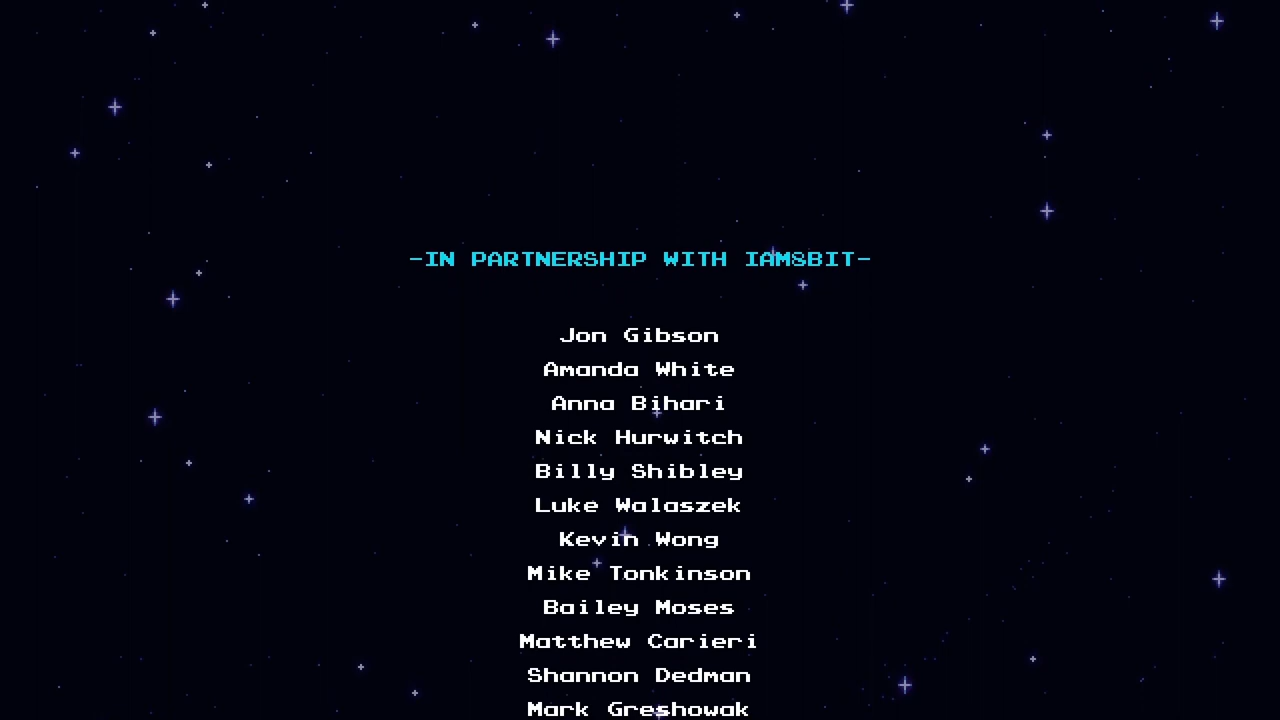 -IN PARTNERSHIP WITH IAM8BIT-
Jon Gibson
Amanda White
Anna Bihari
Nick Hurwitch
Billy Shibley
Luke Walaszek
Kevin Wong
Mike Tonkinson
Bailey Moses
Matthew Carieri
Shannon Dedman
Mark Greshowak